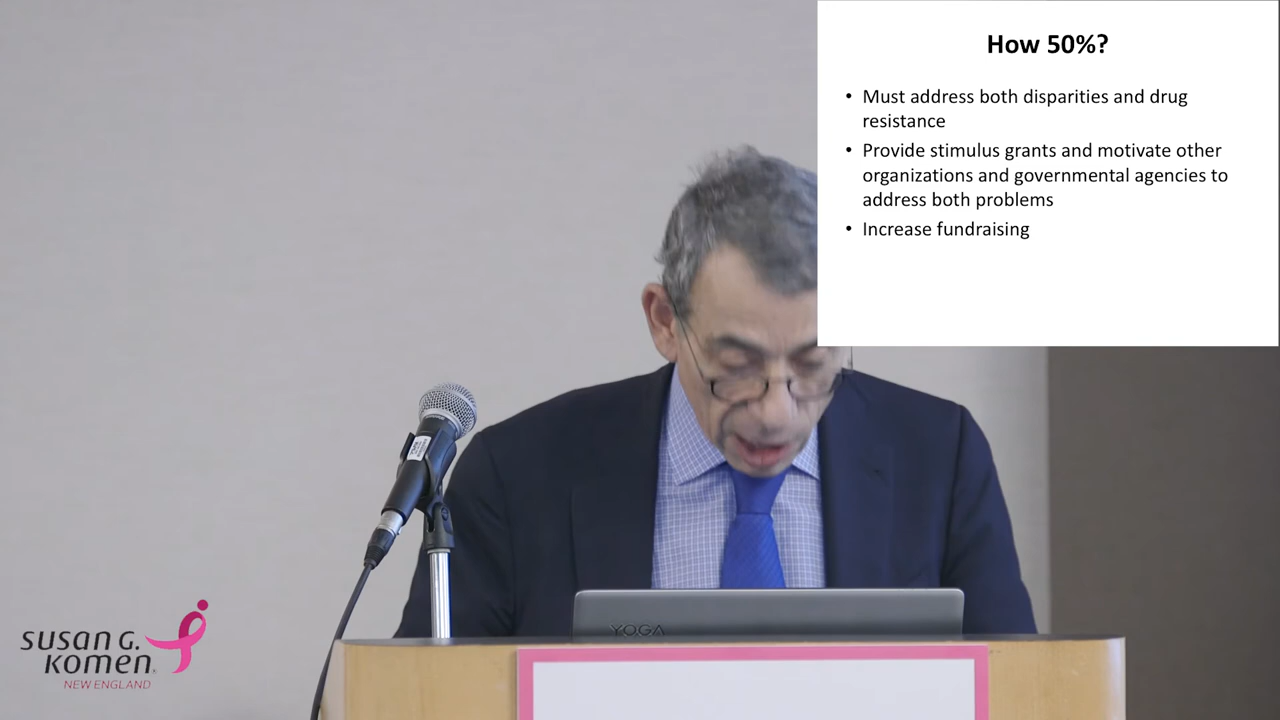 How 50%?
• Must address both disparities and drug
resistance
• Provide stimulus grants and motivate other
organizations and governmental agencies to
address both problems
• Increase fundraising
YOGA
susan g.
komen
NEW ENGLAND